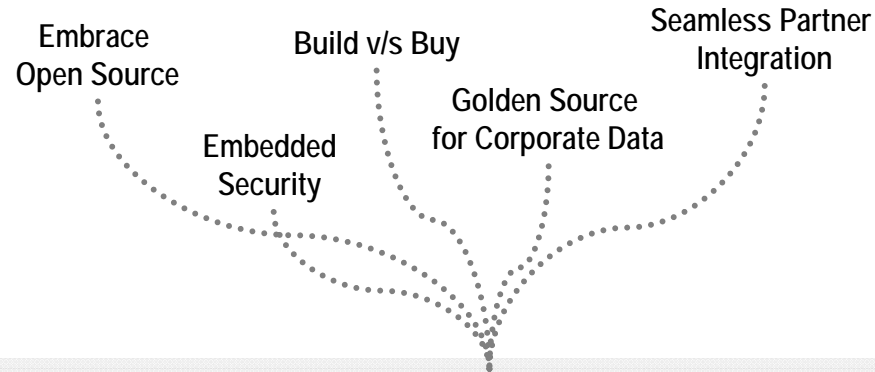 Embrace
Open Source
Build v/s Buy
Seamless Partner
Integration
Golden Source
for Corporate Data
Embedded
Security